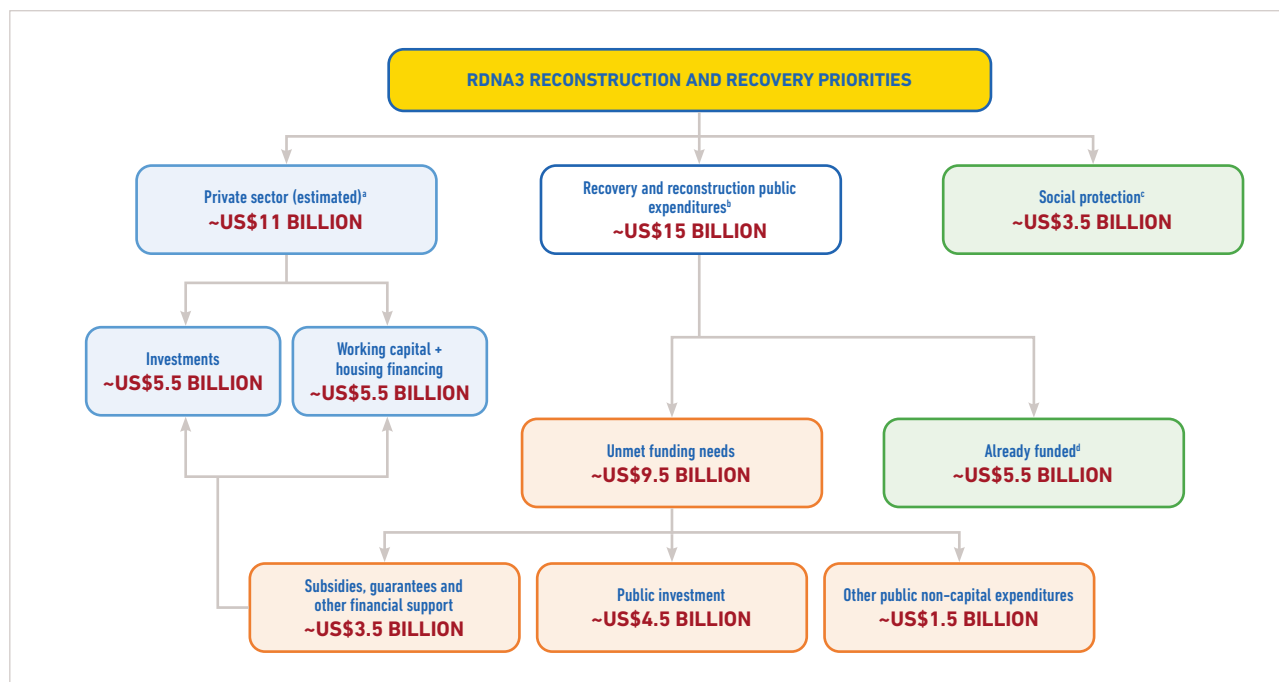 RDNA3 RECONSTRUCTION AND RECOVERY PRIORITIES
Private sector (estimated)ᵃ
~US$11 BILLION
Recovery and reconstruction public
expendituresᵇ
~US$15 BILLION
Social protectionᶜ
~US$3.5 BILLION
Investments
~US$5.5 BILLION
Working capital +
housing financing
~US$5.5 BILLION
Unmet funding needs
~US$9.5 BILLION
Already fundedᵈ
~US$5.5 BILLION
Subsidies, guarantees and
other financial support
~US$3.5 BILLION
Public investment
~US$4.5 BILLION
Other public non-capital expenditures
~US$1.5 BILLION